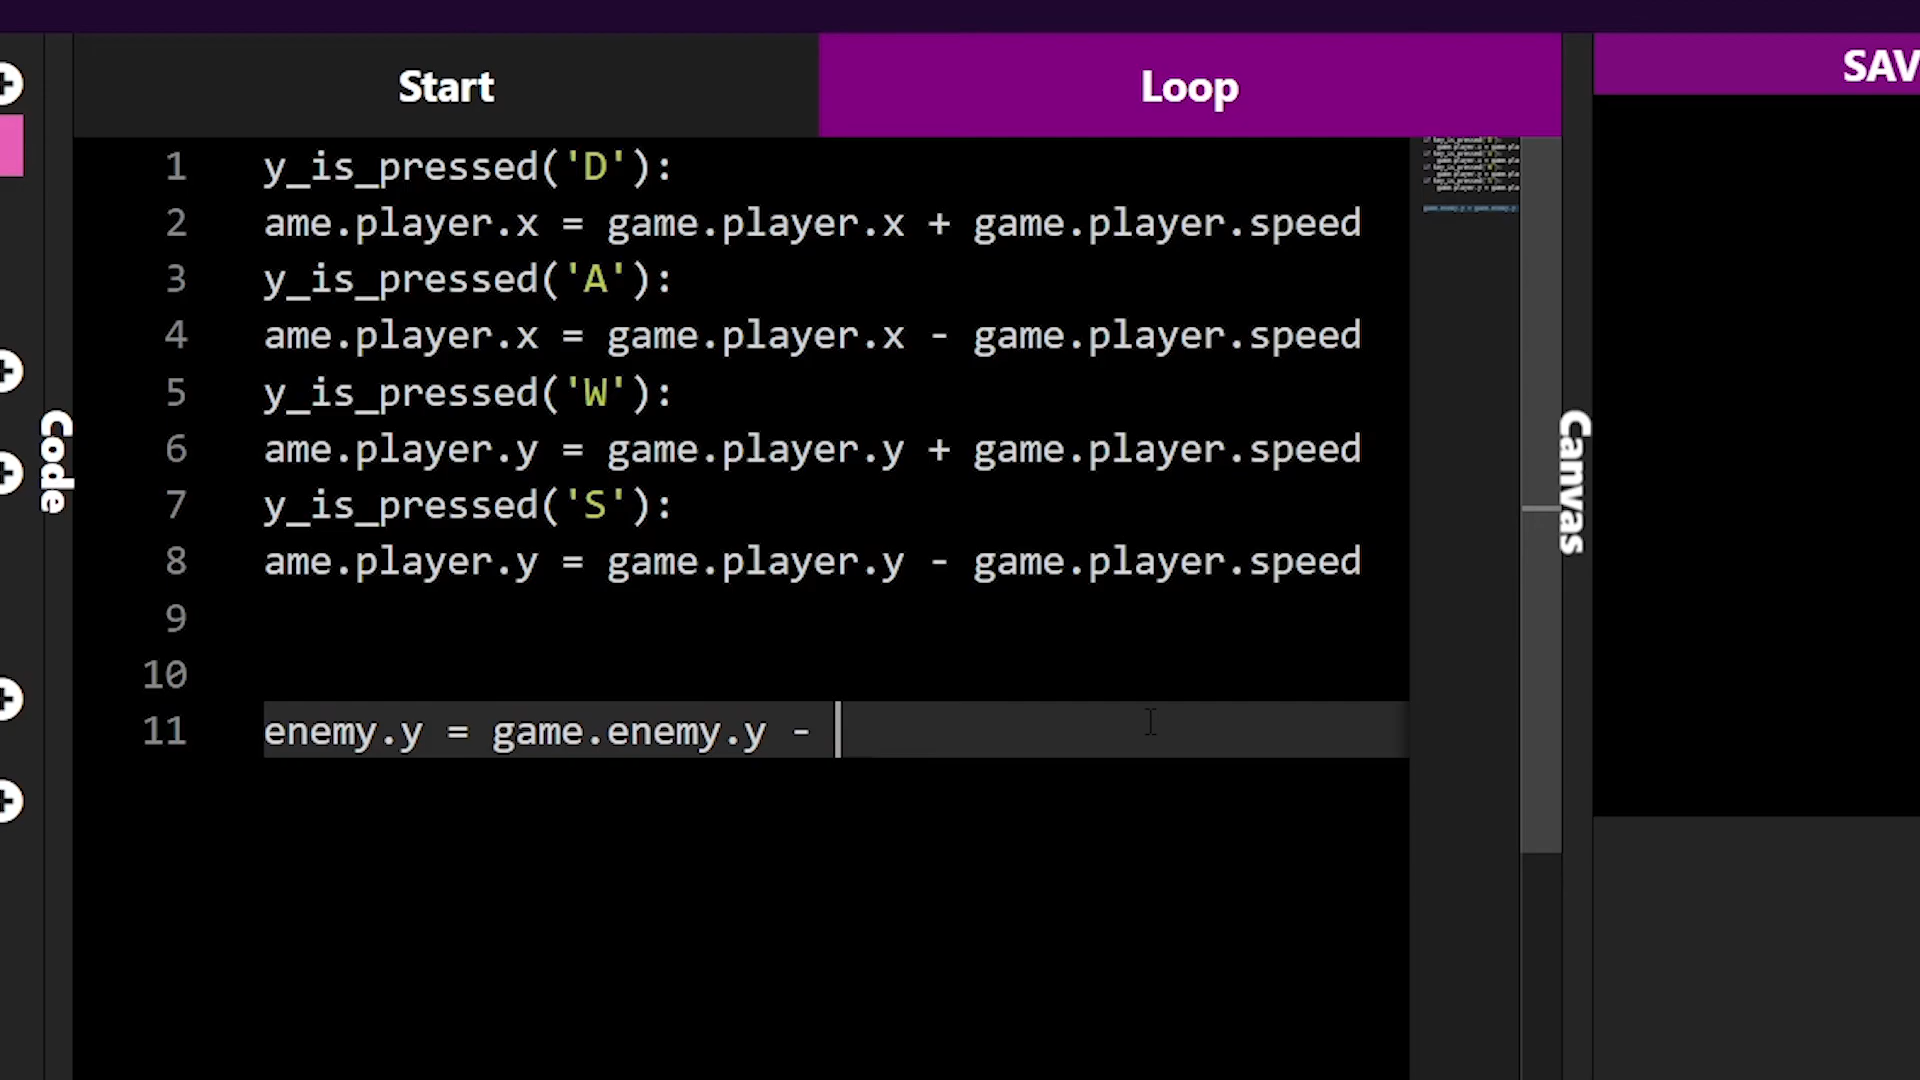 Start
Loop
SAV
1 y_is_pressed('D'):
2 ame.player.x = game.player.x + game.player.speed
3 y_is_pressed('A'):
4 ame.player.x = game.player.x - game.player.speed
5 y_is_pressed('W'):
6 ame.player.y = game.player.y + game.player.speed
7 y_is_pressed('S'):
8 ame.player.y = game.player.y - game.player.speed
9
10
11 enemy.y = game.enemy.y -
Code
Canvas